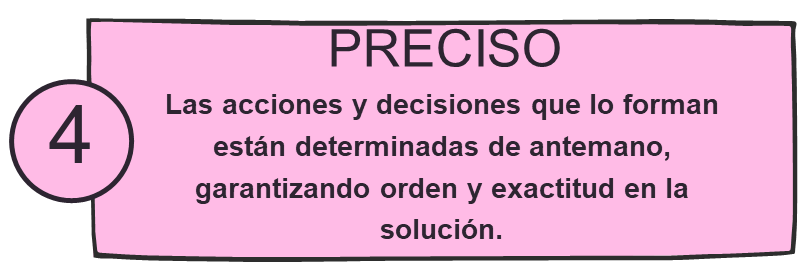 PRECISO
4
Las acciones y decisiones que lo forman
están determinadas de antemano,
garantizando orden y exactitud en la
solución.